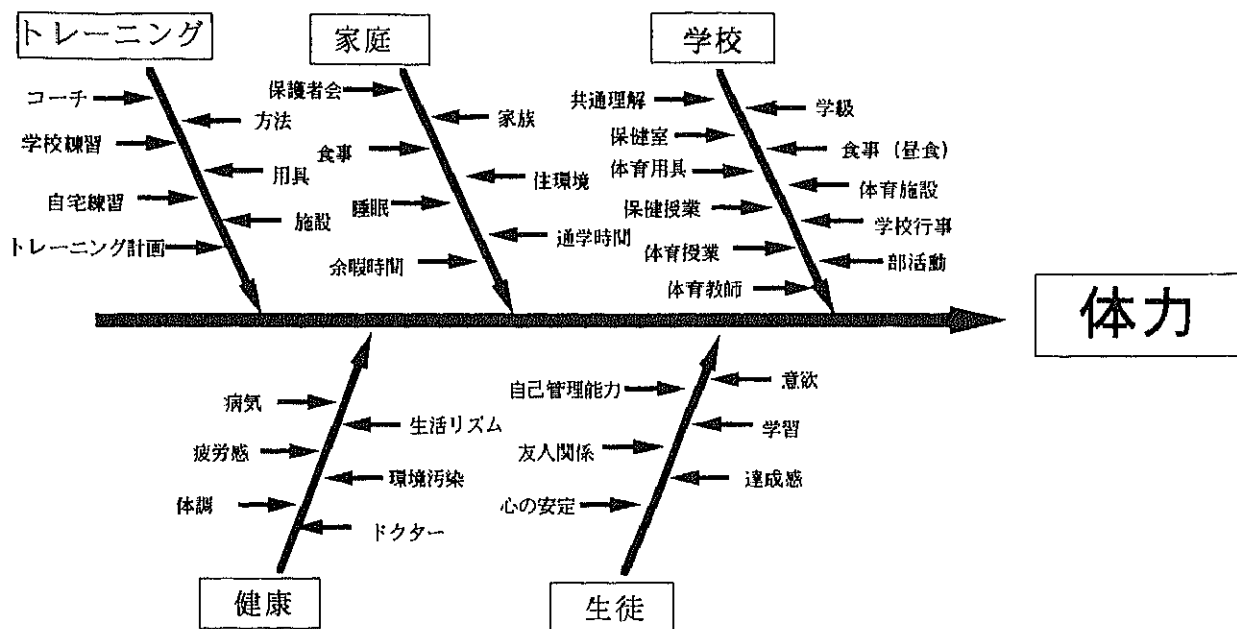 トレーニング
コーチ
方法
学校練習
用具
自宅練習
施設
トレーニング計画
家庭
保護者会
家族
食事
住環境
睡眠
通学時間
余暇時間
学校
共通理解
学級
保健室
食事（昼食）
体育用具
体育施設
保健授業
学校行事
体育授業
部活動
体育教師
体力
病気
生活リズム
疲労感
環境汚染
体調
ドクター
健康
自己管理能力
意欲
学習
友人関係
達成感
心の安定
生徒